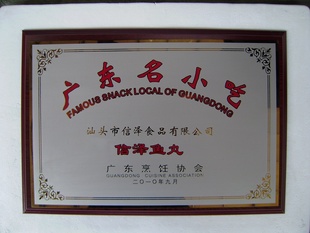 广东名小吃
FAMOUS SNACK LOCAL OF GUANGDONG
汕头市信泽食品有限公司
信泽鱼丸
广东烹饪协会
GUANGDONG CUISINE ASSOCIATION
二〇一〇年九月